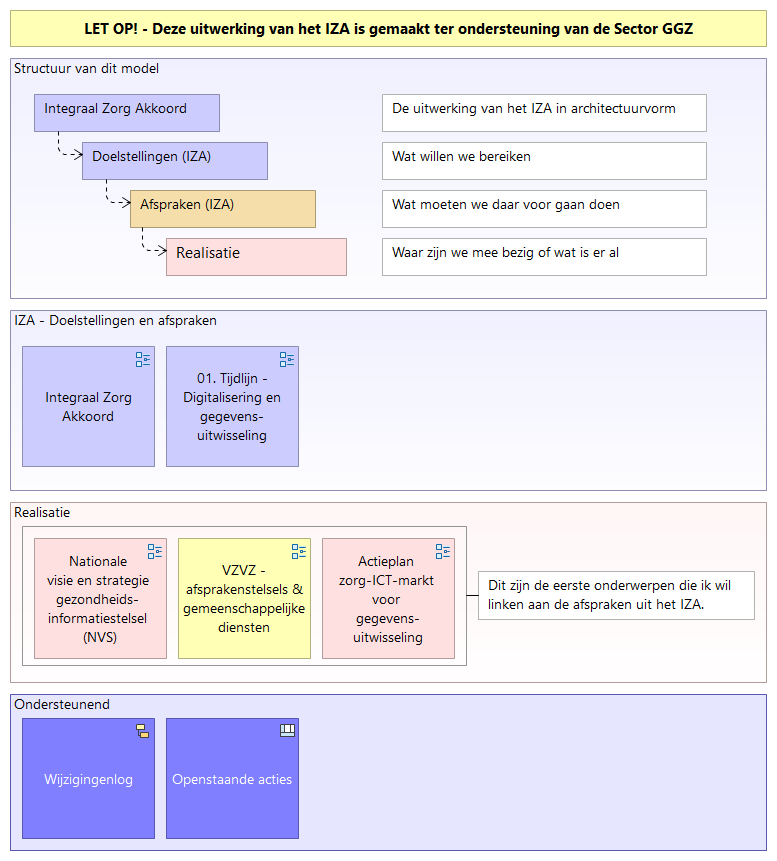 LET OP! - Deze uitwerking van het IZA is gemaakt ter ondersteuning van de Sector GGZ
Structuur van dit model
Integraal Zorg Akkoord
De uitwerking van het IZA in architectuurvorm
Doelstellingen (IZA)
Wat willen we bereiken
Afspraken (IZA)
Wat moeten we daar voor gaan doen
Realisatie
Waar zijn we mee bezig of wat is er al
IZA - Doelstellingen en afspraken
Integraal Zorg
Akkoord
01. Tijdlijn -
Digitalisering en
gegevens-
uitwisseling
Realisatie
Nationale
visie en strategie
gezondheids-
informatiestelsel
(NVS)
VZVZ -
afsprakenstelsels &
gemeenschappelijke
diensten
Actieplan
zorg-ICT-markt
voor
gegevens-
uitwisseling
Dit zijn de eerste onderwerpen die ik wil
linken aan de afspraken uit het IZA.
Ondersteunend
Wijzigingenlog
Openstaande acties